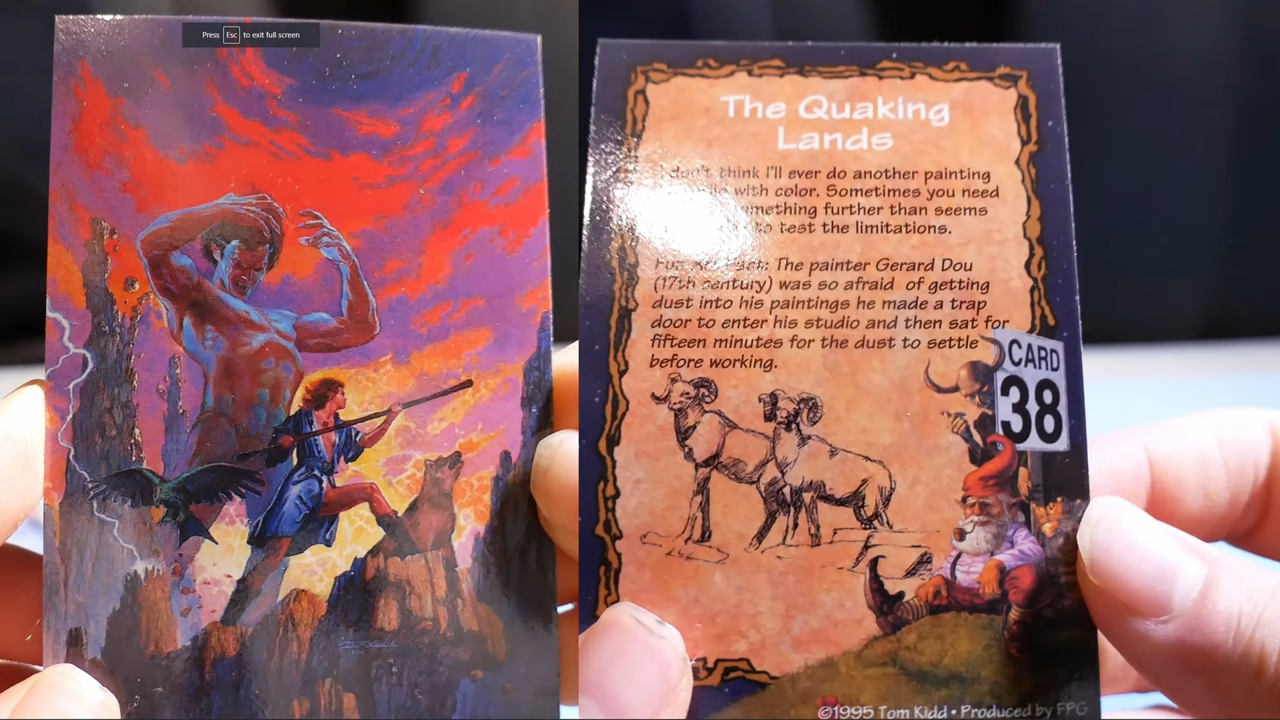 Press Esc to exit full screen
The Quaking
Lands
don't think I'll ever do another painting
with color. Sometimes you need
something further than seems
to test the limitations.
The painter Gerard Dou
(17th century) was so afraid of getting
dust into his paintings he made a trap
door to enter his studio and then sat for
fifteen minutes for the dust to settle
before working.
CARD
38
©1995 Tom Kidd • Produced by FPG